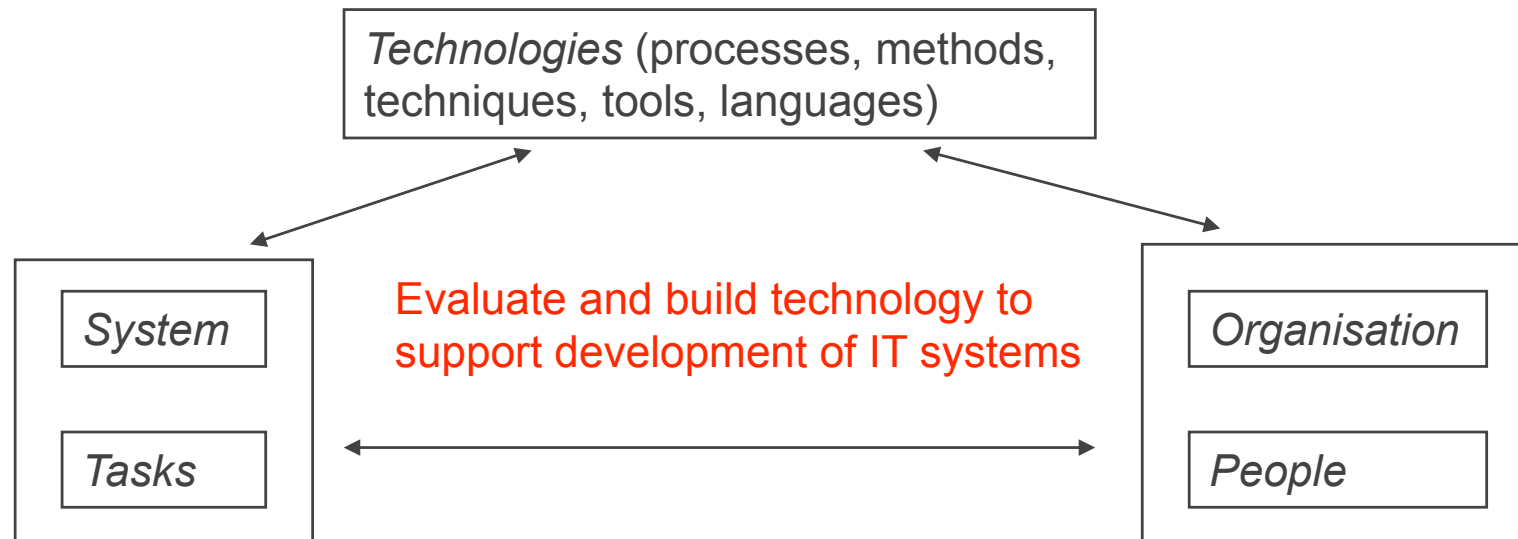 Technologies (processes, methods,
techniques, tools, languages)
Evaluate and build technology to
support development of IT systems
System
Tasks
Organisation
People